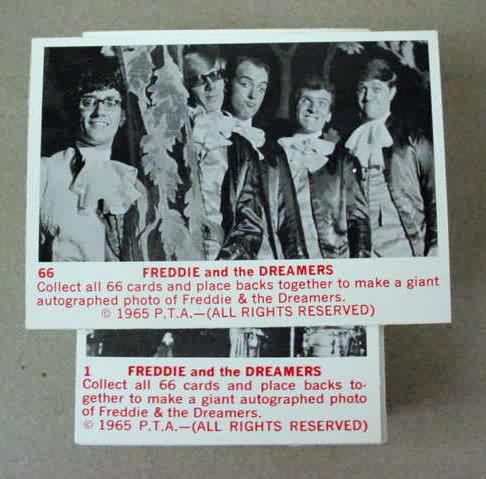 66 FREDDIE and the DREAMERS
Collect all 66 cards and place backs together to make a giant
autographed photo of Freddie & the Dreamers.
© 1965 P.T.A.—(ALL RIGHTS RESERVED)
1 FREDDIE and the DREAMERS
Collect all 66 cards and place backs to-
gether to make a giant autographed photo
of Freddie & the Dreamers.
© 1965 P.T.A.—(ALL RIGHTS RESERVED)